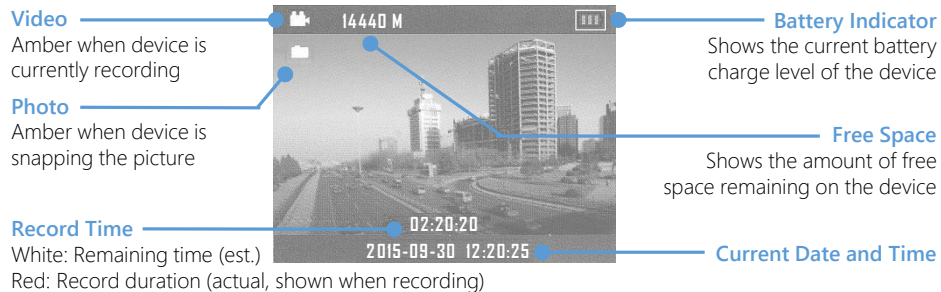 Video
Amber when device is
currently recording
Photo
Amber when device is
snapping the picture
Record Time
White: Remaining time (est.)
Red: Record duration (actual, shown when recording)
14440 M
02:20:20
2015-09-30 12:20:25
Battery Indicator
Shows the current battery
charge level of the device
Free Space
Shows the amount of free
space remaining on the device
Current Date and Time